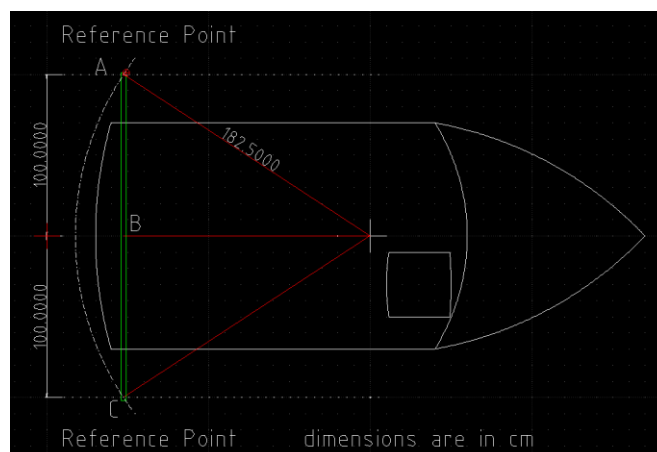 Reference Point
A
182.5000
100.0000
B
100.0000
C
Reference Point
dimensions are in cm